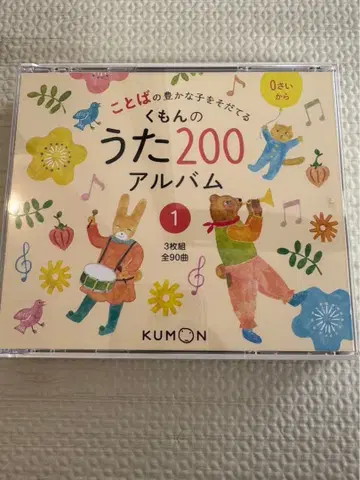 ことばの豊かな子をそだてる
0さい
から
くもんの
うた200
アルバム
1
3枚組
全90曲
KUMON